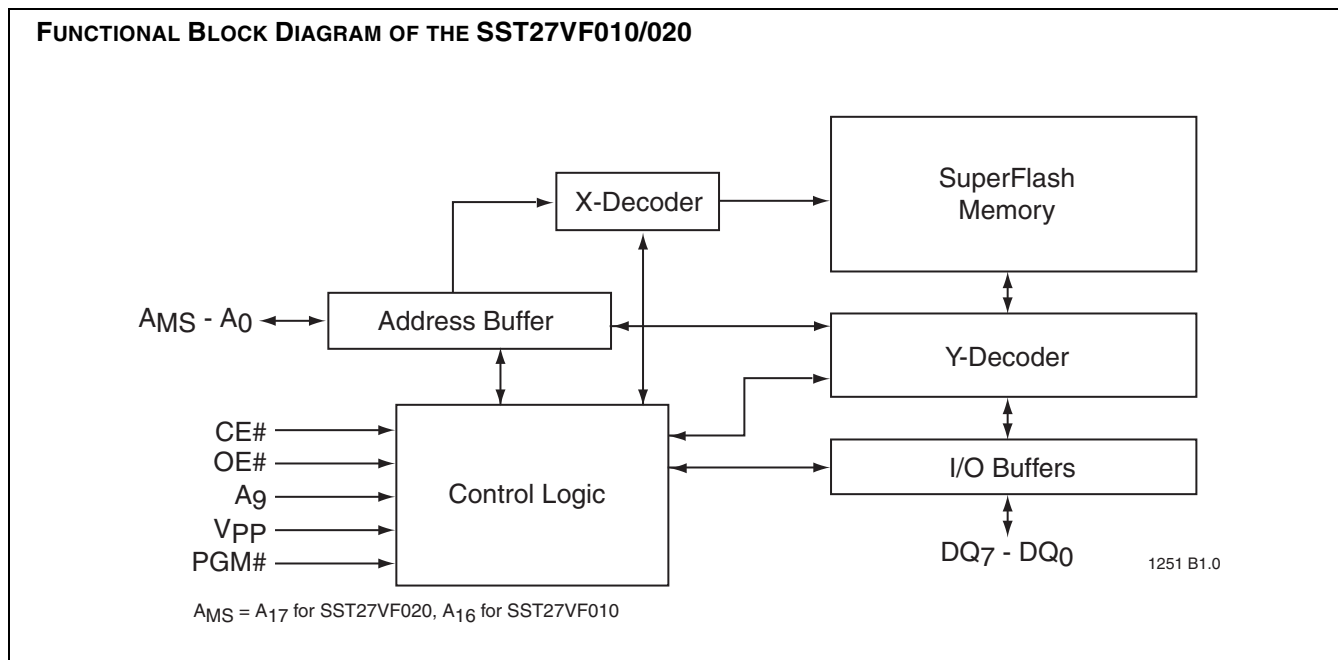 FUNCTIONAL BLOCK DIAGRAM OF THE SST27VF010/020
X-Decoder
SuperFlash
Memory
AMS - A0
Address Buffer
Y-Decoder
CE#
OE#
A9
VPP
PGM#
Control Logic
I/O Buffers
DQ7 - DQ0
1251 B1.0
AMS = A17 for SST27VF020, A16 for SST27VF010